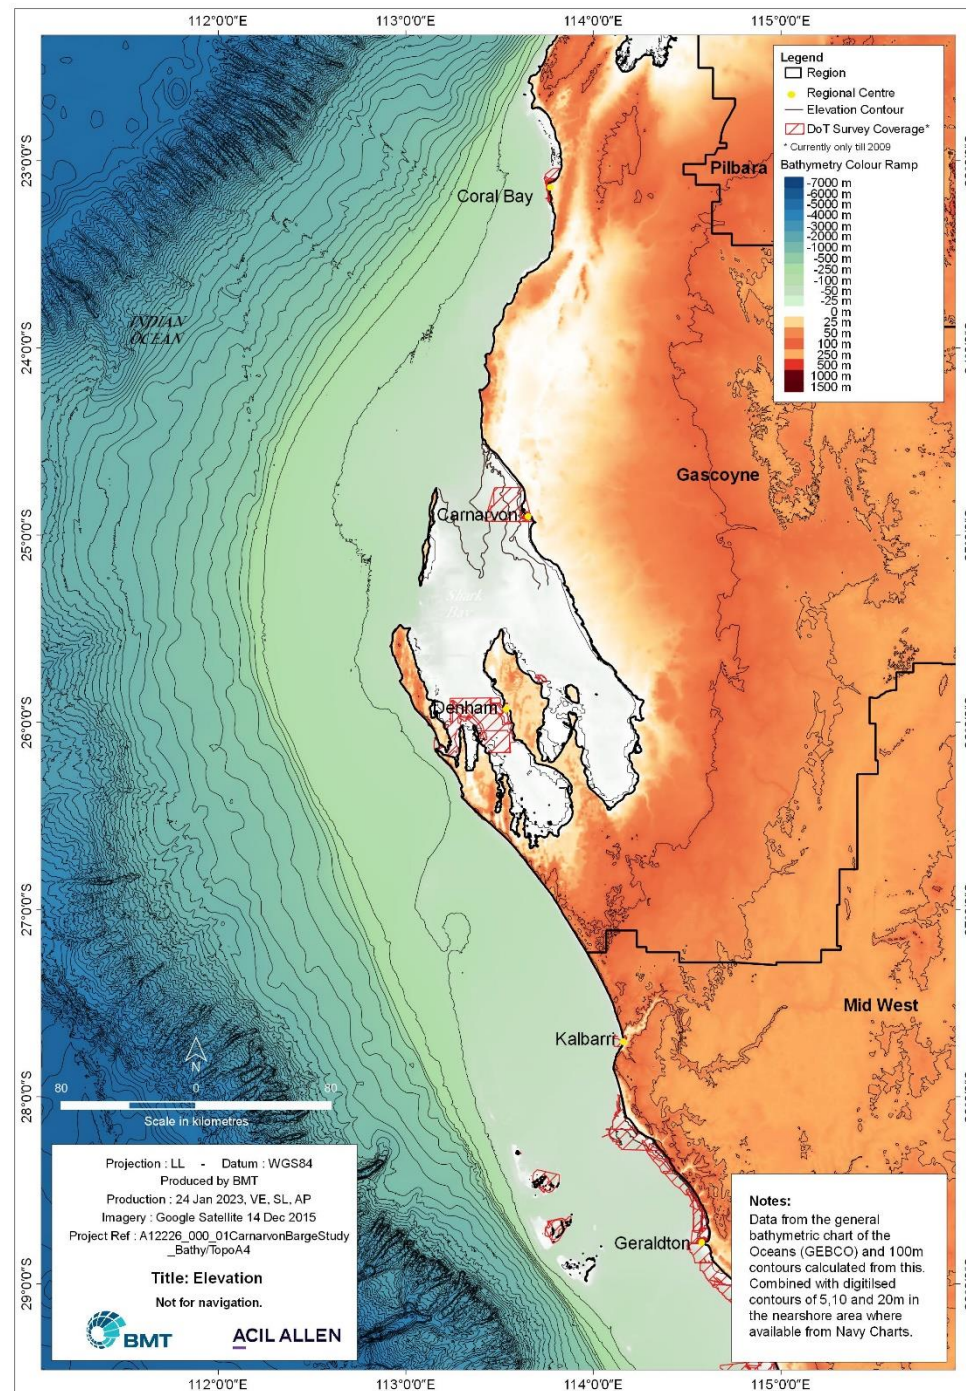 112°0'0"E
113°0'0"E
114°0'0"E
115°0'0"E
Legend
Region
Regional Centre
Elevation Contour
DoT Survey Coverage*
* Currently only till 2009
Bathymetry Colour Ramp
-7000 m
-6000 m
-5000 m
-4000 m
-3000 m
-2000 m
-1000 m
-500 m
-250 m
-100 m
-50 m
-25 m
0 m
25 m
50 m
100 m
250 m
500 m
1000 m
1500 m
23°0'0"S
Pilbara
Coral Bay
INDIAN
OCEAN
24°0'0"S
Gascoyne
Carnarvon
25°0'0"S
Shark
Bay
Denham
26°0'0"S
27°0'0"S
Mid West
Kalbarri
N
80
0
80
Scale in kilometres
28°0'0"S
Geraldton
29°0'0"S
Projection : LL - Datum : WGS84
Produced by BMT
Production : 24 Jan 2023, VE, SL, AP
Imagery : Google Satellite 14 Dec 2015
Project Ref : A12226_000_01CarnarvonBargeStudy
_Bathy/TopoA4
Title: Elevation
Not for navigation.
BMT
ACIL ALLEN
Notes:
Data from the general
bathymetric chart of the
Oceans (GEBCO) and 100m
contours calculated from this.
Combined with digitilsed
contours of 5,10 and 20m in
the nearshore area where
available from Navy Charts.
112°0'0"E
113°0'0"E
114°0'0"E
115°0'0"E